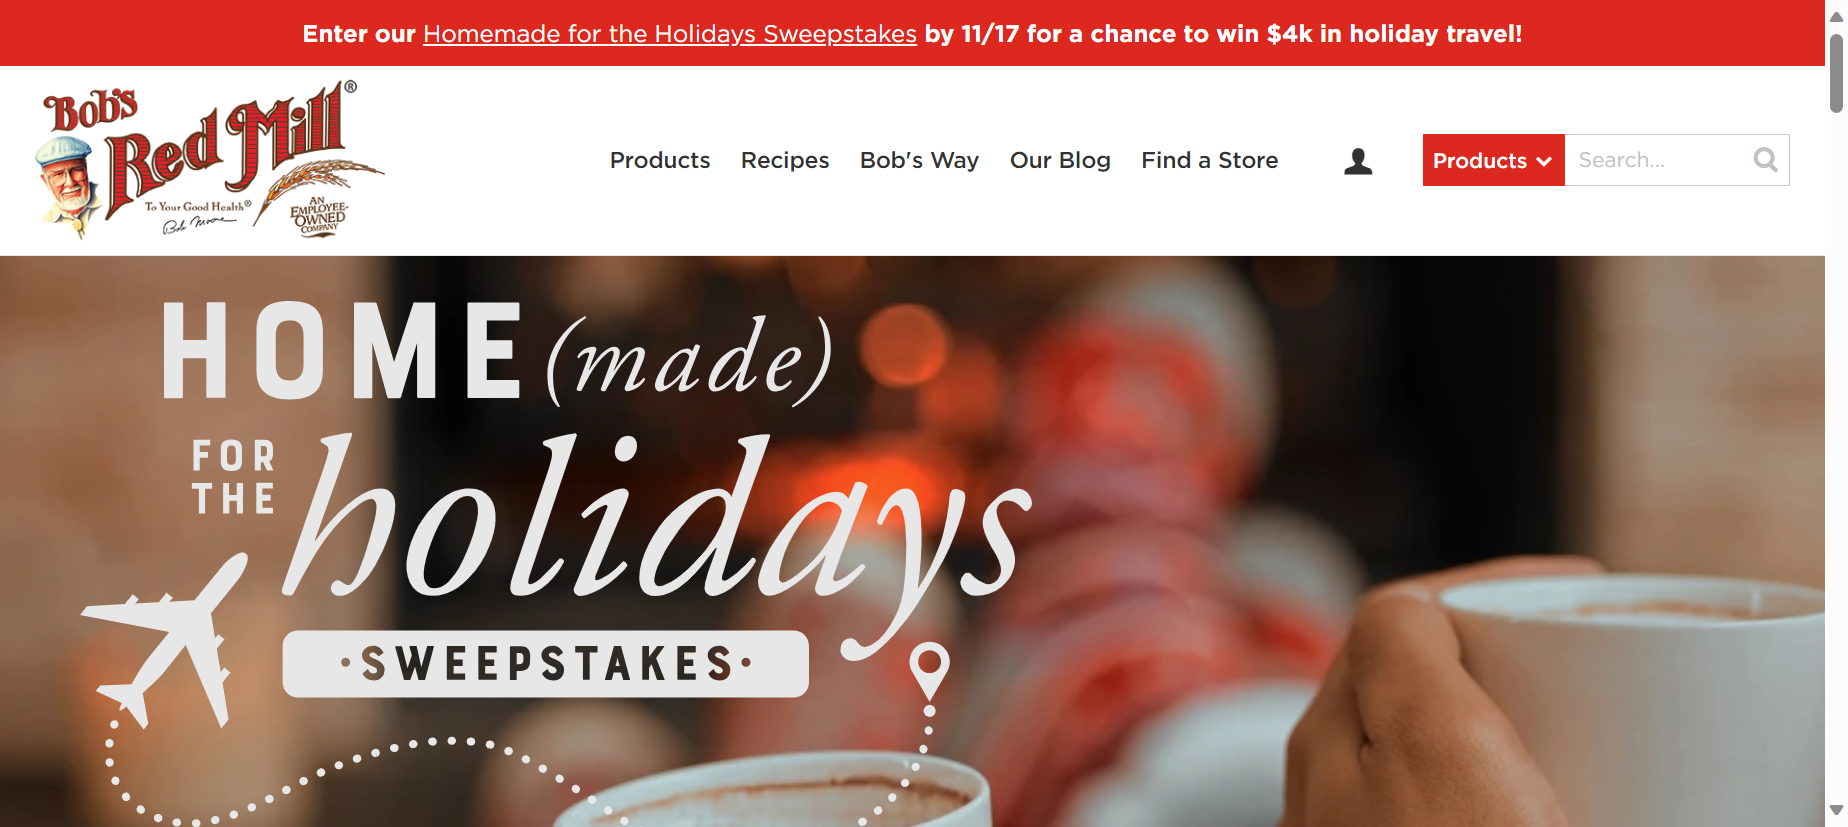 Enter our Homemade for the Holidays Sweepstakes by 11/17 for a chance to win $4k in holiday travel!
Bob's
Red Mill®
To Your Good Health®
Bob Moore
AN
EMPLOYEE-
OWNED
COMPANY
Products
Recipes
Bob's Way
Our Blog
Find a Store
Products
Search...
HOME (made)
FOR
THE
holidays
·SWEEPSTAKES·